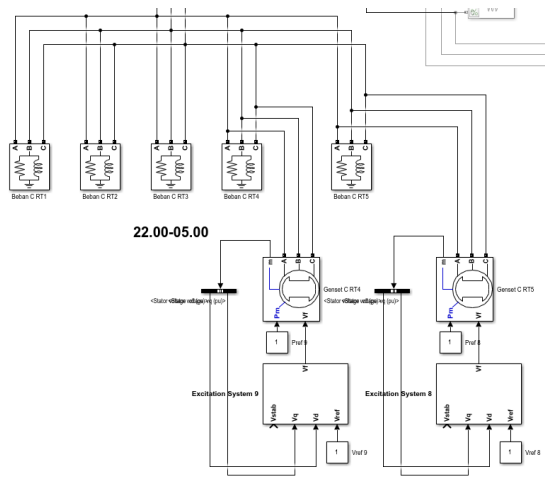 A B C A B C A B C A B C A B C
Beban C RT1 Beban C RT2 Beban C RT3 Beban C RT4 Beban C RT5
22.00-05.00
m A B C m A B C
Genset C RT4 Genset C RT5
Pm Vf Pm Vf
1 Pref 9 1 Pref 8
Vf Vf
Excitation System 9 Excitation System 8
Vstab Vq Vd Vref Vstab Vq Vd Vref
1 Vref 9 1 Vref 8